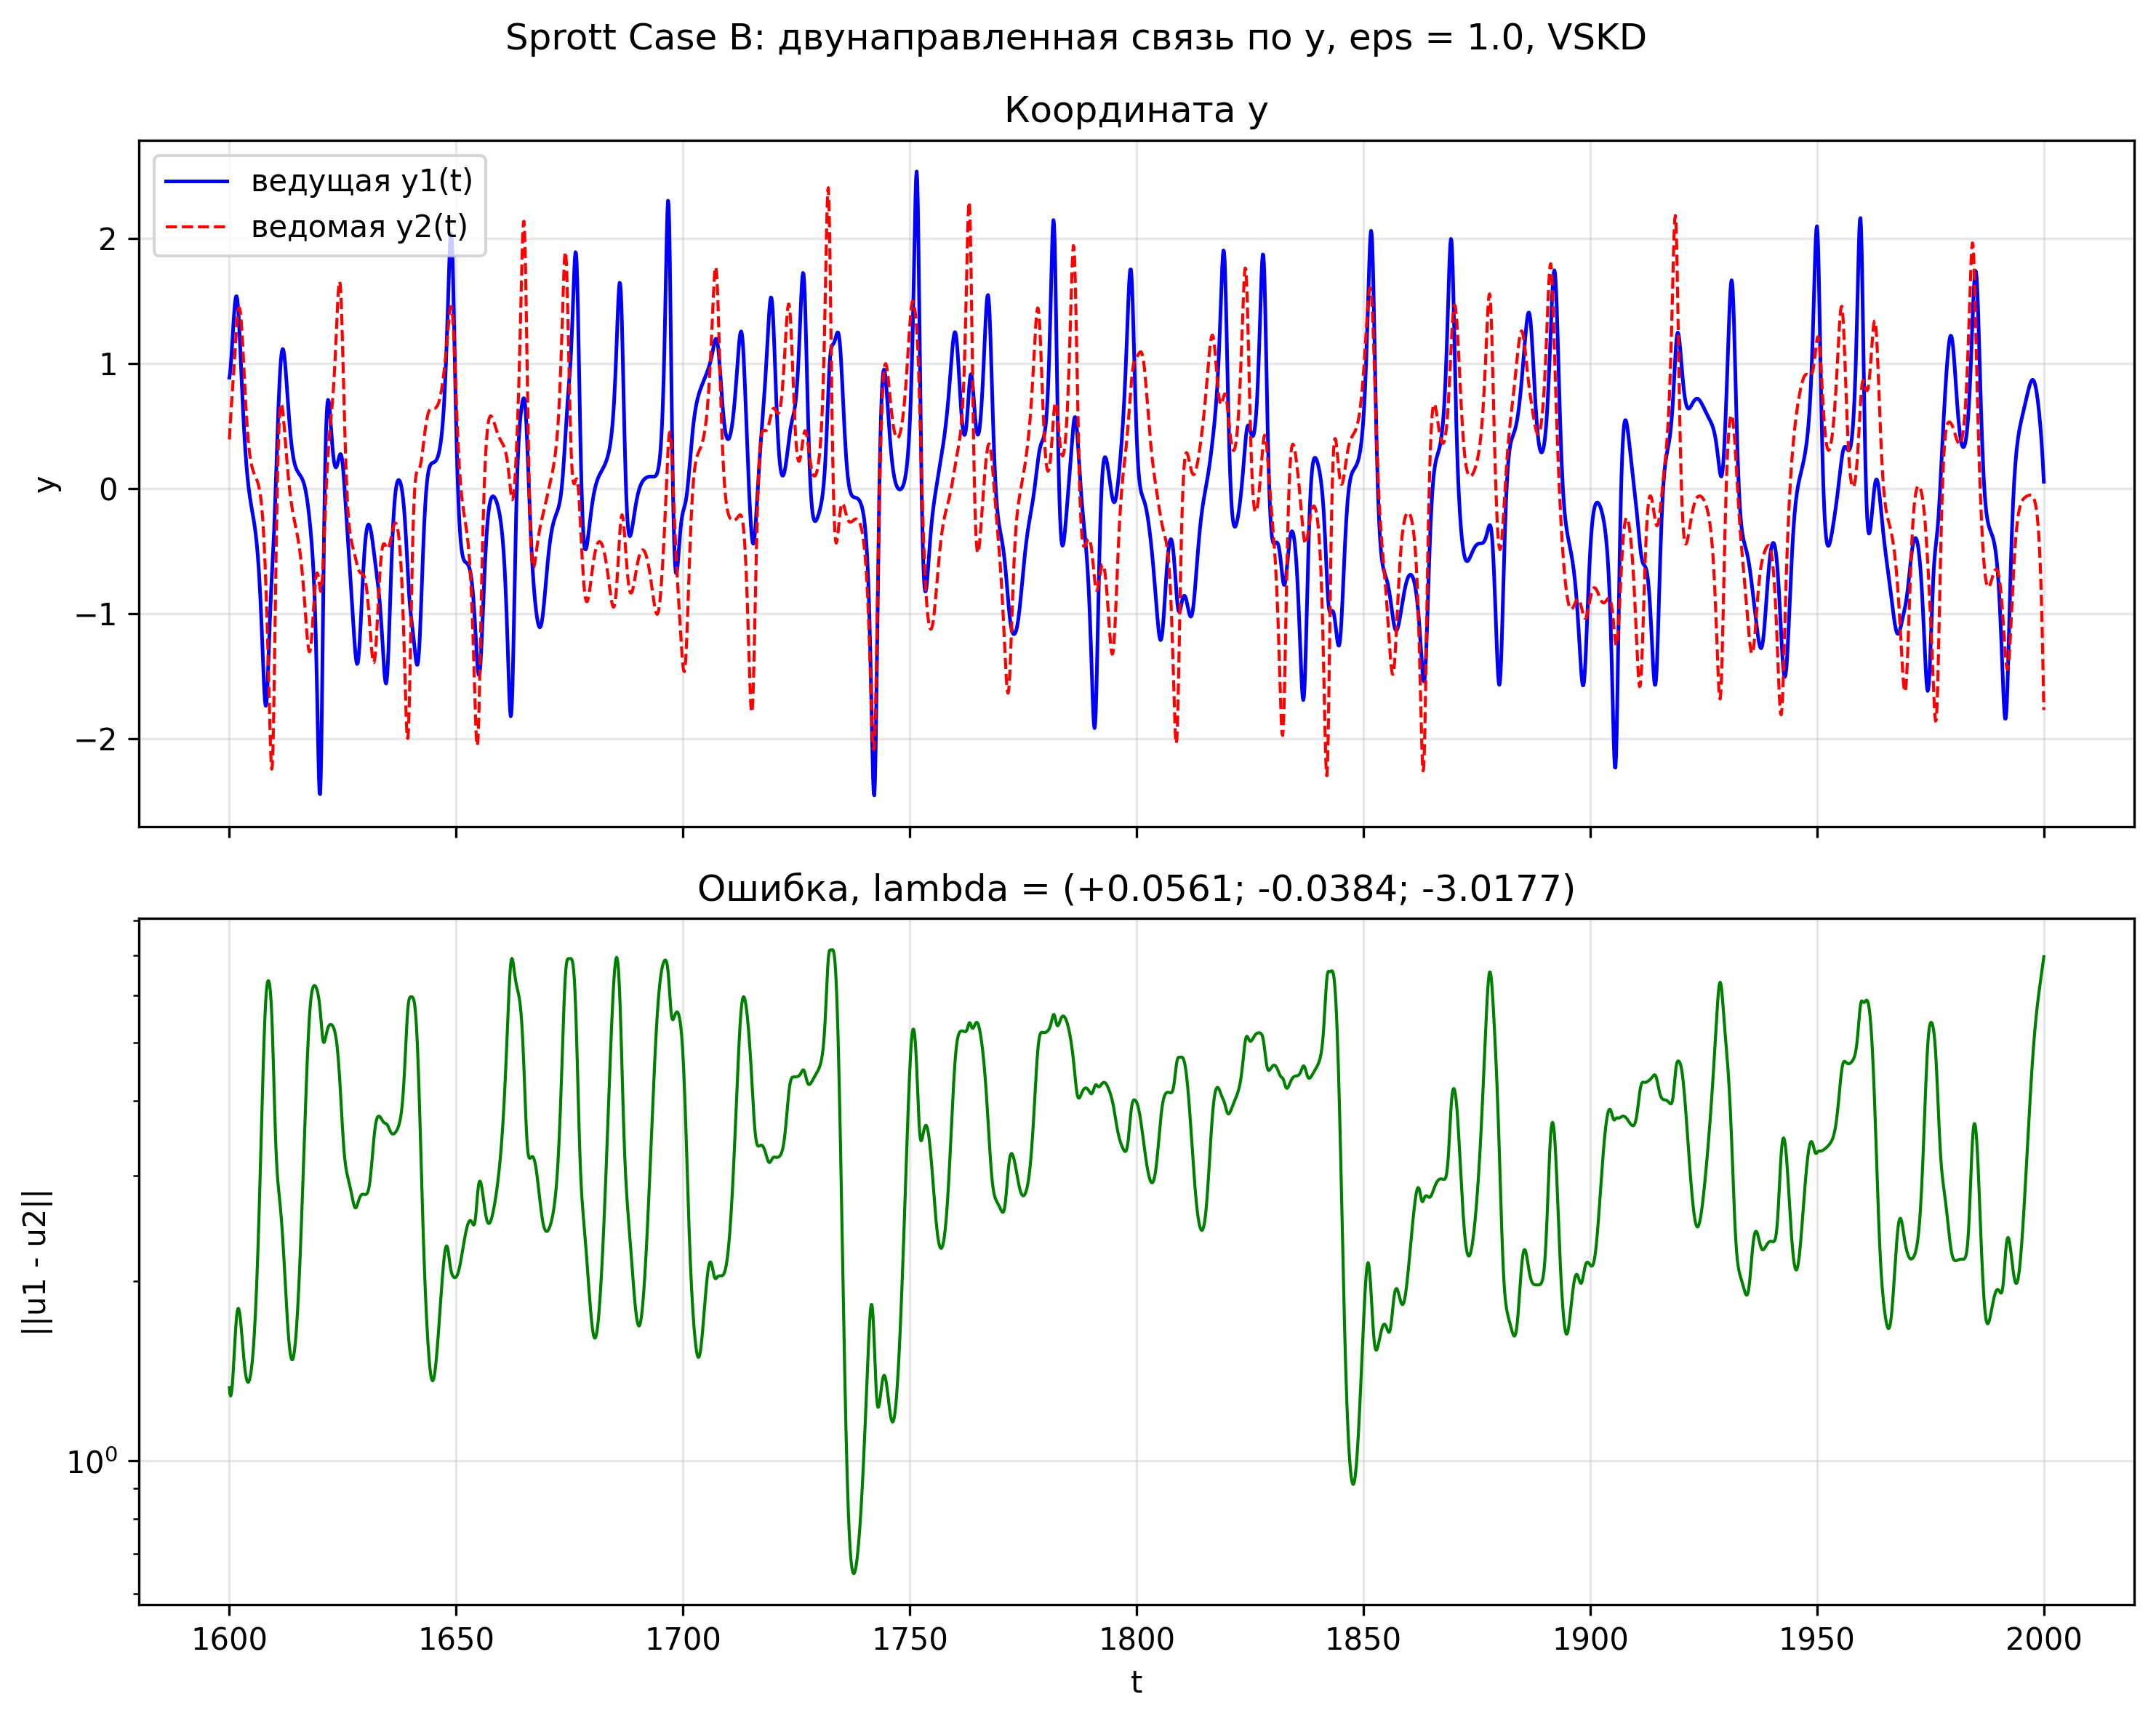 Sprott Case B: двунаправленная связь по y, eps = 1.0, VSKD
Координата y
ведущая y1(t)
ведомая y2(t)
y
2
1
0
−1
−2
Ошибка, lambda = (+0.0561; -0.0384; -3.0177)
||u1 - u2||
10⁰
1600 1650 1700 1750 1800 1850 1900 1950 2000
t